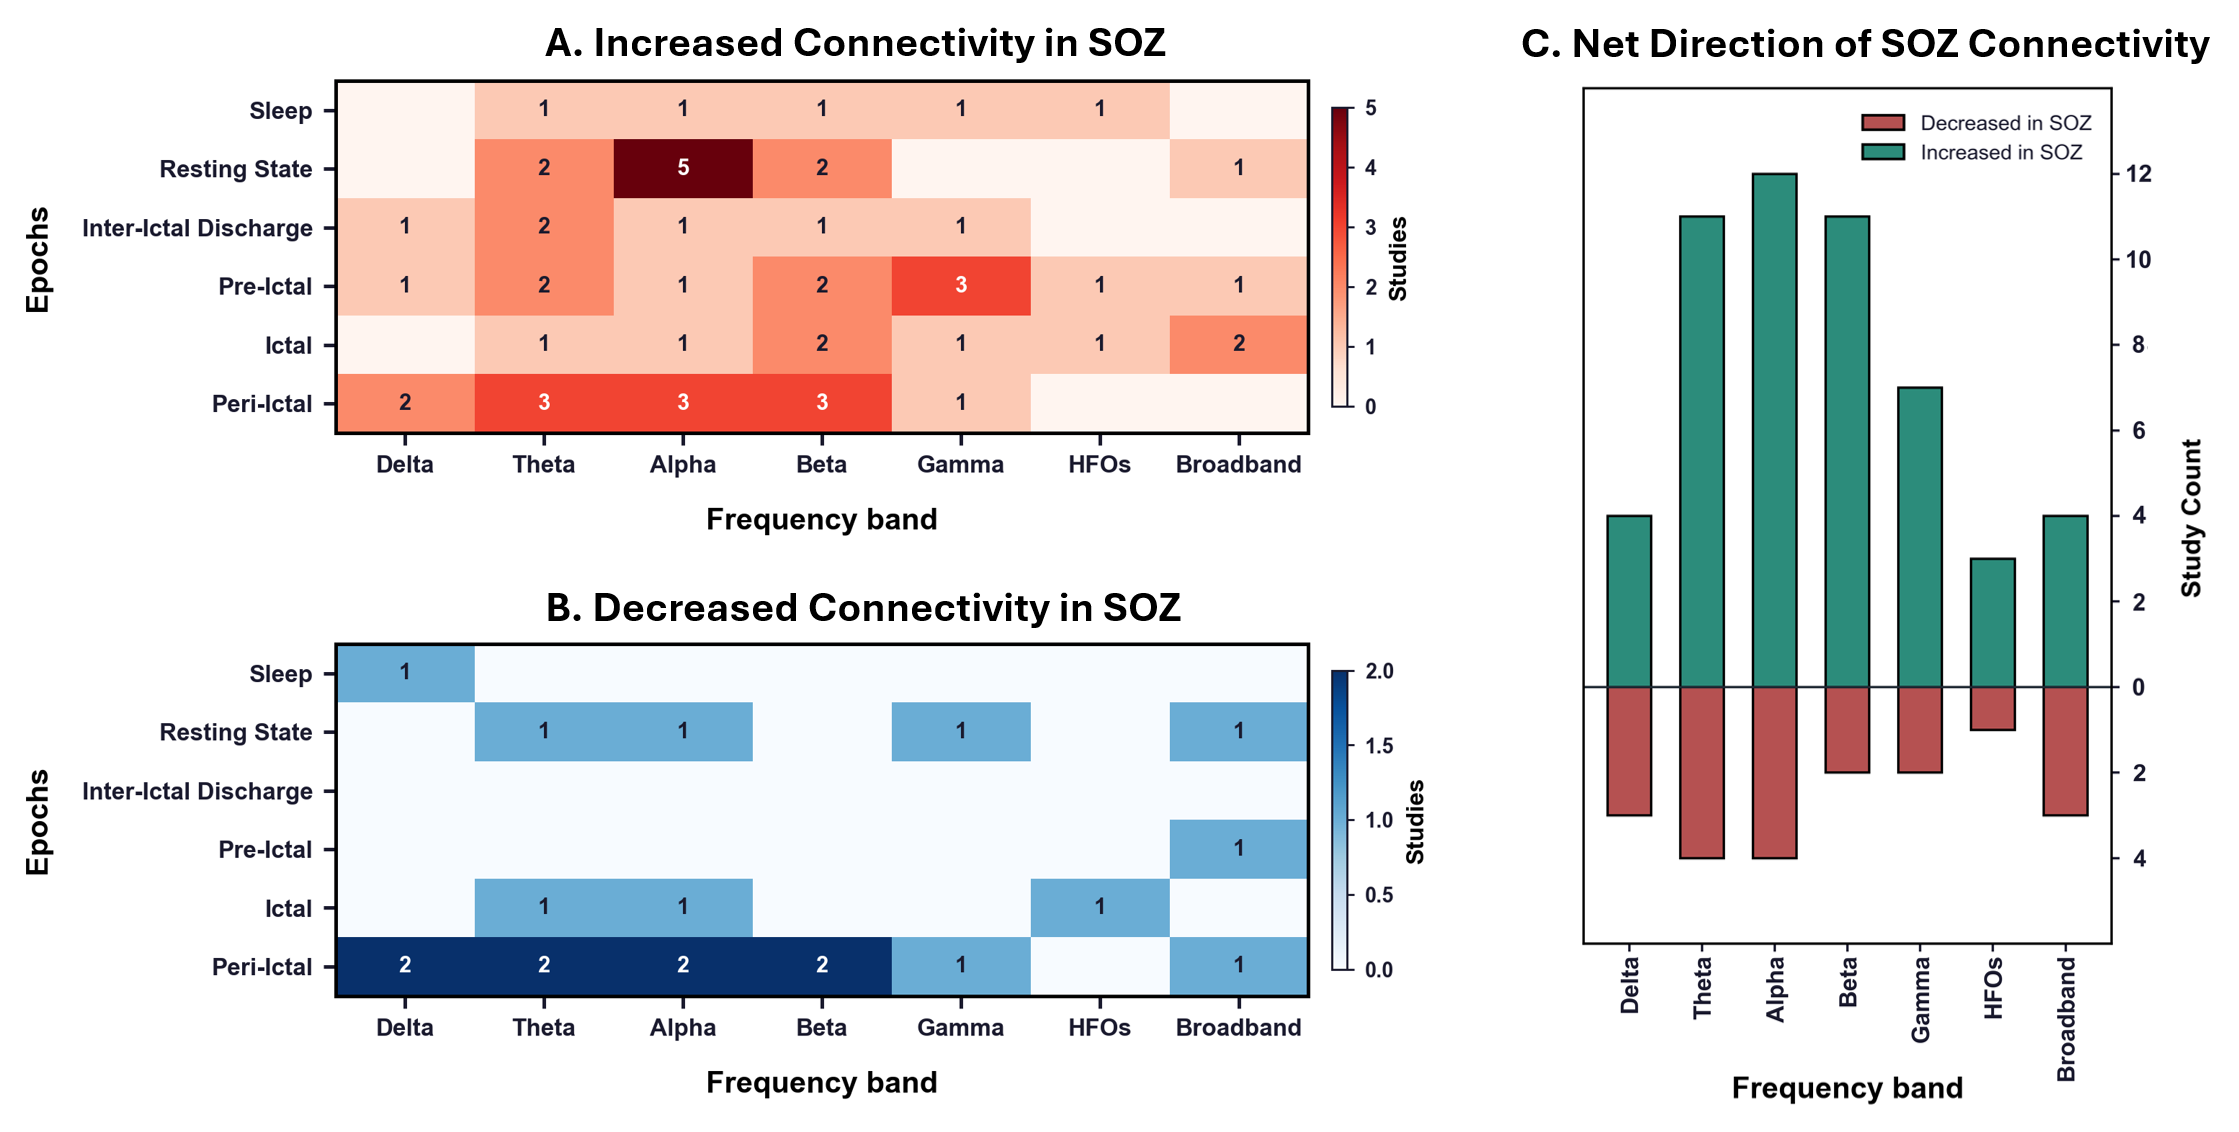 A. Increased Connectivity in SOZ
Epochs
Sleep 1 1 1 1 1
Resting State 2 5 2 1
Inter-Ictal Discharge 1 2 1 1 1
Pre-Ictal 1 2 1 2 3 1 1
Ictal 1 1 2 1 1 2
Peri-Ictal 2 3 3 3 1
Delta Theta Alpha Beta Gamma HFOs Broadband
Frequency band
5
4
3
2
1
0
Studies
B. Decreased Connectivity in SOZ
Epochs
Sleep 1
Resting State 1 1 1 1
Inter-Ictal Discharge
Pre-Ictal 1
Ictal 1 1 1
Peri-Ictal 2 2 2 2 1 1
Delta Theta Alpha Beta Gamma HFOs Broadband
Frequency band
2.0
1.5
1.0
0.5
0.0
Studies
C. Net Direction of SOZ Connectivity
Decreased in SOZ
Increased in SOZ
12
10
8
6
4
2
0
2
4
Study Count
Delta Theta Alpha Beta Gamma HFOs Broadband
Frequency band